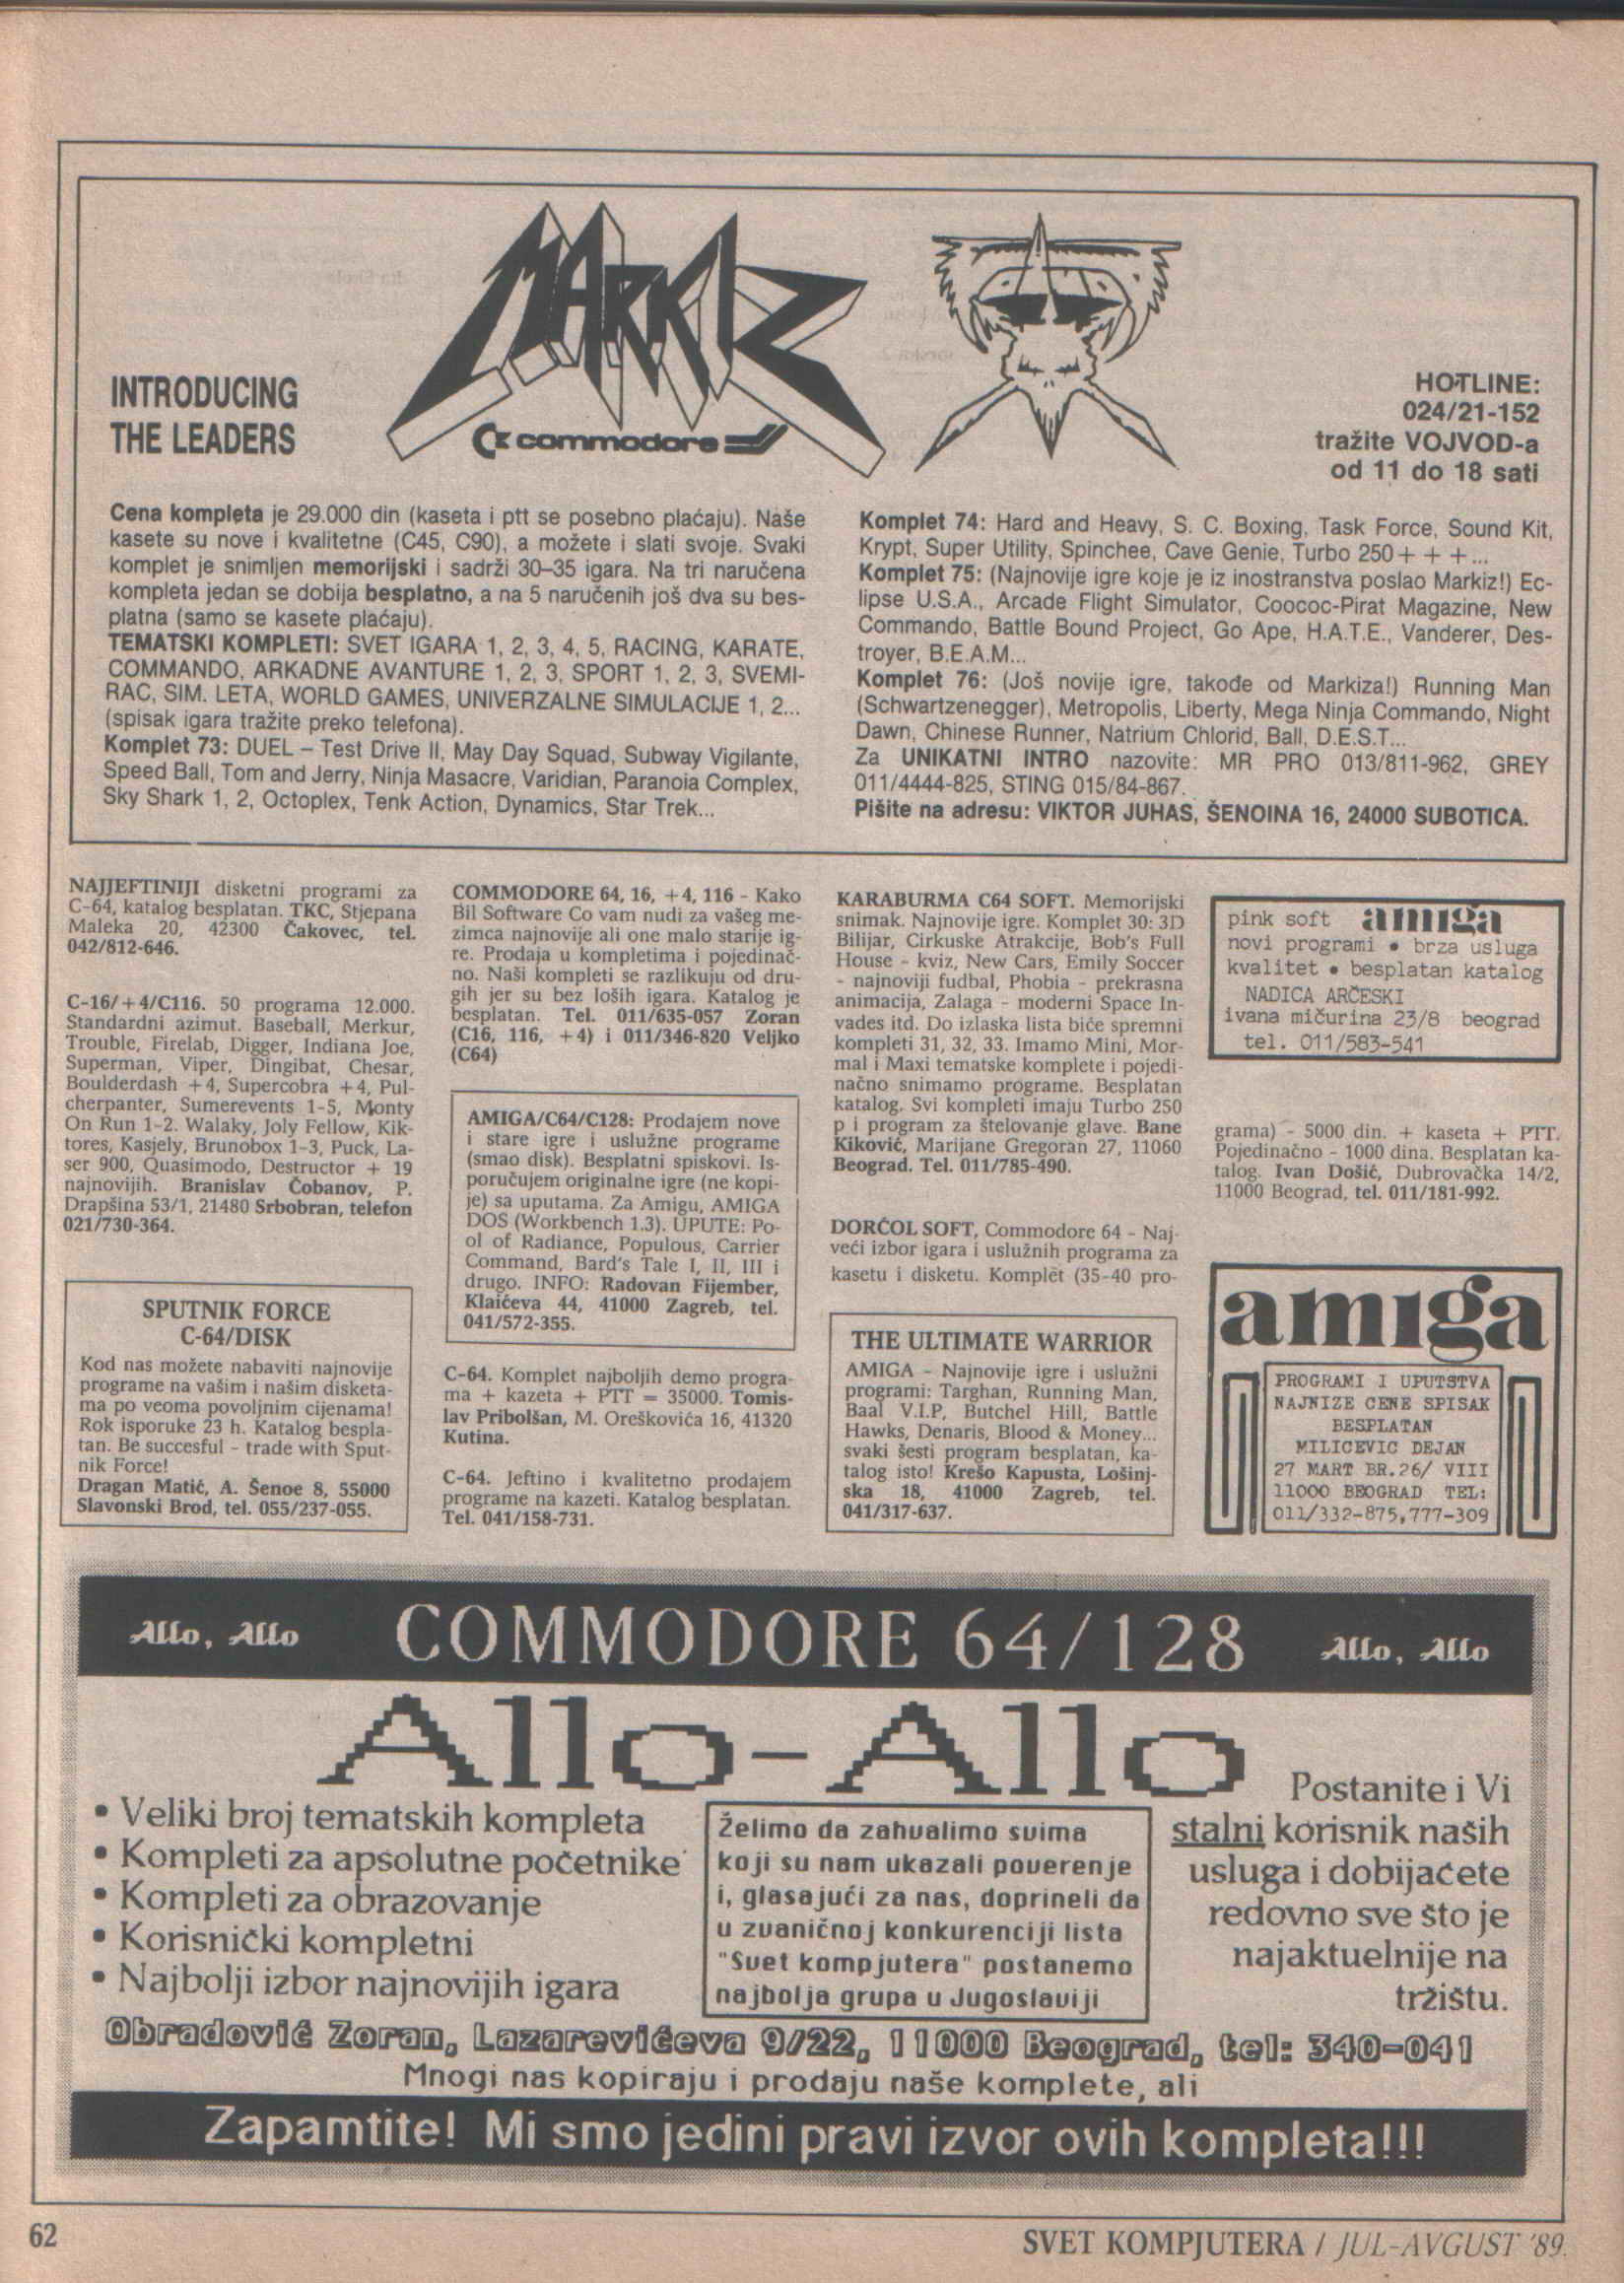 MARKIZ
commodore
INTRODUCING
THE LEADERS
HOTLINE:
024/21-152
tražite VOJVOD-a
od 11 do 18 sati
Cena kompleta je 29.000 din (kaseta i ptt se posebno plaćaju). Naše
kasete su nove i kvalitetne (C45, C90), a možete i slati svoje. Svaki
komplet je snimljen memorijski i sadrži 30–35 igara. Na tri naručena
kompleta jedan se dobija besplatno, a na 5 naručenih još dva su bes-
platna (samo se kasete plaćaju).
TEMATSKI KOMPLETI: SVET IGARA 1, 2, 3, 4, 5, RACING, KARATE,
COMMANDO, ARKADNE AVANTURE 1, 2, 3, SPORT 1, 2, 3, SVEMI-
RAC, SIM. LETA, WORLD GAMES, UNIVERZALNE SIMULACIJE 1, 2...
(spisak igara tražite preko telefona).
Komplet 73: DUEL – Test Drive II, May Day Squad, Subway Vigilante,
Speed Ball, Tom and Jerry, Ninja Masacre, Varidian, Paranoia Complex,
Sky Shark 1, 2, Octoplex, Tenk Action, Dynamics, Star Trek...
Komplet 74: Hard and Heavy, S. C. Boxing, Task Force, Sound Kit,
Krypt, Super Utility, Spinchee, Cave Genie, Turbo 250+ + +...
Komplet 75: (Najnovije igre koje je iz inostranstva poslao Markiz!) Ec-
lipse U.S.A., Arcade Flight Simulator, Coococ-Pirat Magazine, New
Commando, Battle Bound Project, Go Ape, H.A.T.E., Vanderer, Des-
troyer, B.E.A.M...
Komplet 76: (Još novije igre, takođe od Markiza!) Running Man
(Schwartzenegger), Metropolis, Liberty, Mega Ninja Commando, Night
Dawn, Chinese Runner, Natrium Chlorid, Ball, D.E.S.T...
Za UNIKATNI INTRO nazovite: MR PRO 013/811-962, GREY
011/4444-825, STING 015/84-867.
Pišite na adresu: VIKTOR JUHAS, ŠENOINA 16, 24000 SUBOTICA.
NAJJEFTINIJI disketni programi za
C-64, katalog besplatan. TKC, Stjepana
Maleka 20, 42300 Čakovec, tel.
042/812-646.
C-16/+4/C116. 50 programa 12.000.
Standardni azimut. Baseball, Merkur,
Trouble, Firelab, Digger, Indiana Joe,
Superman, Viper, Dingibat, Chesar,
Boulderdash +4, Supercobra +4, Pul-
cherpanter, Sumerevents 1-5, Monty
On Run 1-2. Walaky, Joly Fellow, Kik-
tores, Kasjely, Brunobox 1-3, Puck, La-
ser 900, Quasimodo, Destructor + 19
najnovijih. Branislav Čobanov, P.
Drapšina 53/1, 21480 Srbobran, telefon
021/730-364.
SPUTNIK FORCE
C-64/DISK
Kod nas možete nabaviti najnovije
programe na vašim i našim disketa-
ma po veoma povoljnim cijenama!
Rok isporuke 23 h. Katalog bespla-
tan. Be succesful - trade with Sput-
nik Force!
Dragan Matić, A. Šenoe 8, 55000
Slavonski Brod, tel. 055/237-055.
COMMODORE 64, 16, +4, 116 - Kako
Bil Software Co vam nudi za vašeg me-
zimca najnovije ali one malo starije ig-
re. Prodaja u kompletima i pojedinač-
no. Naši kompleti se razlikuju od dru-
gih jer su bez loših igara. Katalog je
besplatan. Tel. 011/635-057 Zoran
(C16, 116, +4) i 011/346-820 Veljko
(C64)
AMIGA/C64/C128: Prodajem nove
i stare igre i uslužne programe
(smao disk). Besplatni spiskovi. Is-
poručujem originalne igre (ne kopi-
je) sa uputama. Za Amigu, AMIGA
DOS (Workbench 1.3). UPUTE: Po-
ol of Radiance, Populous, Carrier
Command, Bard's Tale I, II, III i
drugo. INFO: Radovan Fijember,
Klaićeva 44, 41000 Zagreb, tel.
041/572-355.
C-64. Komplet najboljih demo progra-
ma + kazeta + PTT = 35000. Tomis-
lav Pribolšan, M. Oreškovića 16, 41320
Kutina.
C-64. Jeftino i kvalitetno prodajem
programe na kazeti. Katalog besplatan.
Tel. 041/158-731.
KARABURMA C64 SOFT. Memorijski
snimak. Najnovije igre. Komplet 30: 3D
Bilijar, Cirkuske Atrakcije, Bob's Full
House - kviz, New Cars, Emily Soccer
- najnoviji fudbal, Phobia - prekrasna
animacija, Zalaga - moderni Space In-
vades itd. Do izlaska lista biće spremni
kompleti 31, 32, 33. Imamo Mini, Mor-
mal i Maxi tematske komplete i pojedi-
načno snimamo programe. Besplatan
katalog. Svi kompleti imaju Turbo 250
p i program za štelovanje glave. Bane
Kiković, Marijane Gregoran 27, 11060
Beograd. Tel. 011/785-490.
DORĆOL SOFT, Commodore 64 - Naj-
veći izbor igara i uslužnih programa za
kasetu i disketu. Komplet (35-40 pro-
THE ULTIMATE WARRIOR
AMIGA - Najnovije igre i uslužni
programi: Targhan, Running Man,
Baal V.I.P, Butchel Hill, Battle
Hawks, Denaris, Blood & Money...
svaki šesti program besplatan, ka-
talog isto! Krešo Kapusta, Lošinj-
ska 18, 41000 Zagreb, tel.
041/317-637.
pink soft amiga
novi programi • brza usluga
kvalitet • besplatan katalog
NADICA ARČESKI
ivana mičurina 23/8 beograd
tel. 011/583-541
grama) - 5000 din. + kaseta + PTT.
Pojedinačno - 1000 dina. Besplatan ka-
talog. Ivan Došić, Dubrovačka 14/2,
11000 Beograd, tel. 011/181-992.
amiga
PROGRAMI I UPUTSTVA
NAJNIZE CENE SPISAK
BESPLATAN
MILICEVIC DEJAN
27 MART BR.26/ VIII
11000 BEOGRAD TEL:
011/332-875,777-309
Allo, Allo COMMODORE 64/128 Allo, Allo
Allo-Allo
• Veliki broj tematskih kompleta
• Kompleti za apsolutne početnike
• Kompleti za obrazovanje
• Korisnički kompletni
• Najbolji izbor najnovijih igara
Želimo da zahvalimo svima
koji su nam ukazali poverenje
i, glasajući za nas, doprineli da
u zvaničnoj konkurenciji lista
"Svet kompjutera" postanemo
najbolja grupa u Jugoslaviji
Postanite i Vi
stalni korisnik naših
usluga i dobijaćete
redovno sve što je
najaktuelnije na
tržištu.
Obradović Zoran, Lazarevićeva 9/22, 11000 Beograd, tel: 340-041
Mnogi nas kopiraju i prodaju naše komplete, ali
Zapamtite! Mi smo jedini pravi izvor ovih kompleta!!!
62
SVET KOMPJUTERA / JUL-AVGUST '89.